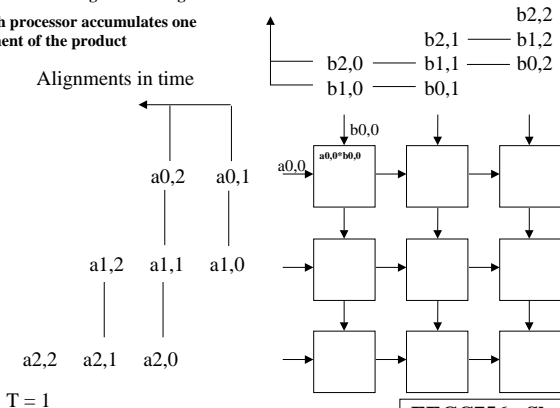 h processor accumulates one
ment of the product
Alignments in time
b2,2
b2,1 b1,2
b2,0 b1,1 b0,2
b1,0 b0,1
b0,0
a0,0 a0,0*b0,0
a0,2 a0,1
a1,2 a1,1 a1,0
a2,2 a2,1 a2,0
T = 1